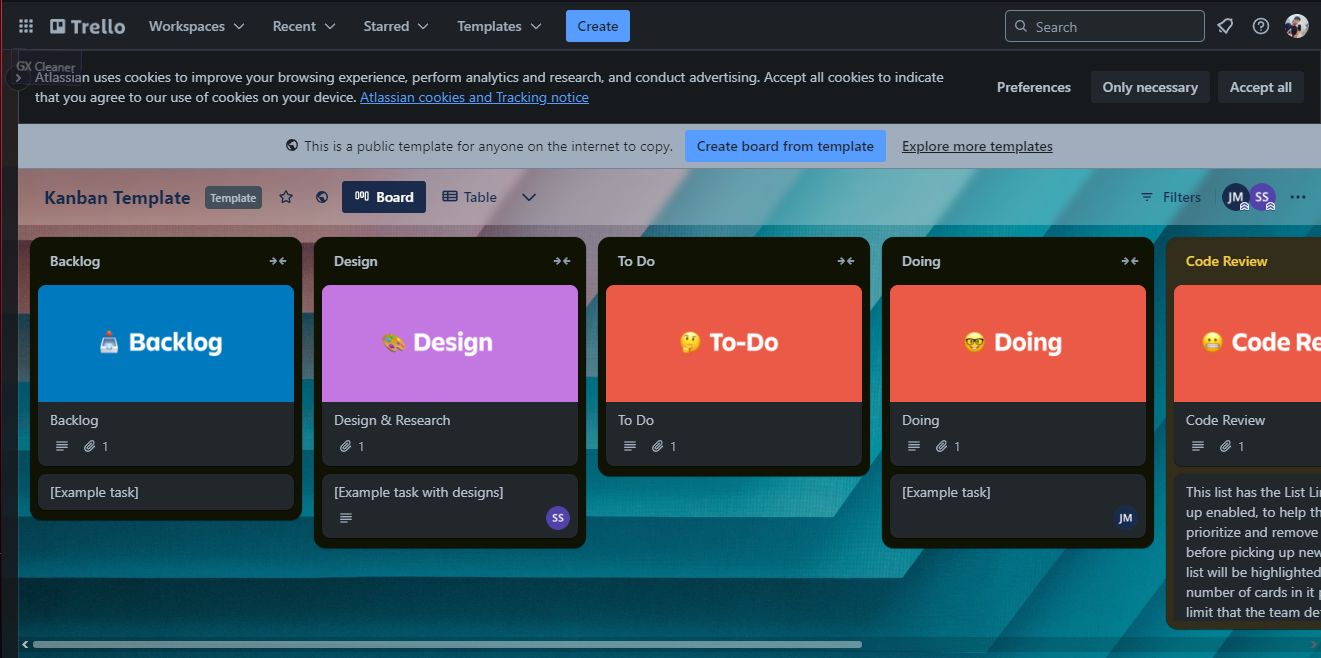 Trello
Workspaces
Recent
Starred
Templates
Create
Search
GX Cleaner
Atlassian uses cookies to improve your browsing experience, perform analytics and research, and conduct advertising. Accept all cookies to indicate
that you agree to our use of cookies on your device. Atlassian cookies and Tracking notice
Preferences
Only necessary
Accept all
This is a public template for anyone on the internet to copy.
Create board from template
Explore more templates
Kanban Template
Template
Board
Table
Filters
JM
SS
Backlog
Backlog
Backlog
1
[Example task]
Design
Design
Design & Research
1
[Example task with designs]
SS
To Do
To-Do
To Do
1
Doing
Doing
Doing
1
[Example task]
JM
Code Review
Code Re
Code Review
1
This list has the List Li
up enabled, to help th
prioritize and remove
before picking up new
list will be highlighted
number of cards in it p
limit that the team de